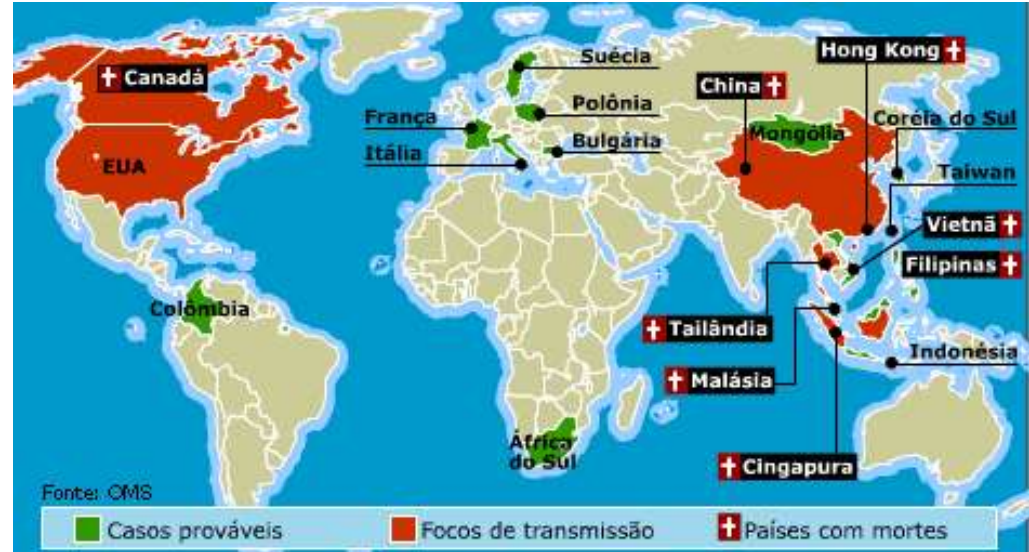 Suécia
Hong Kong
Canadá
China
Polônia
França
Coréia do Sul
Mongólia
Bulgária
Itália
EUA
Taiwan
Vietnã
Filipinas
Colômbia
Tailândia
Indonésia
Malásia
África
do Sul
Cingapura
Fonte: OMS
Casos prováveis
Focos de transmissão
Países com mortes